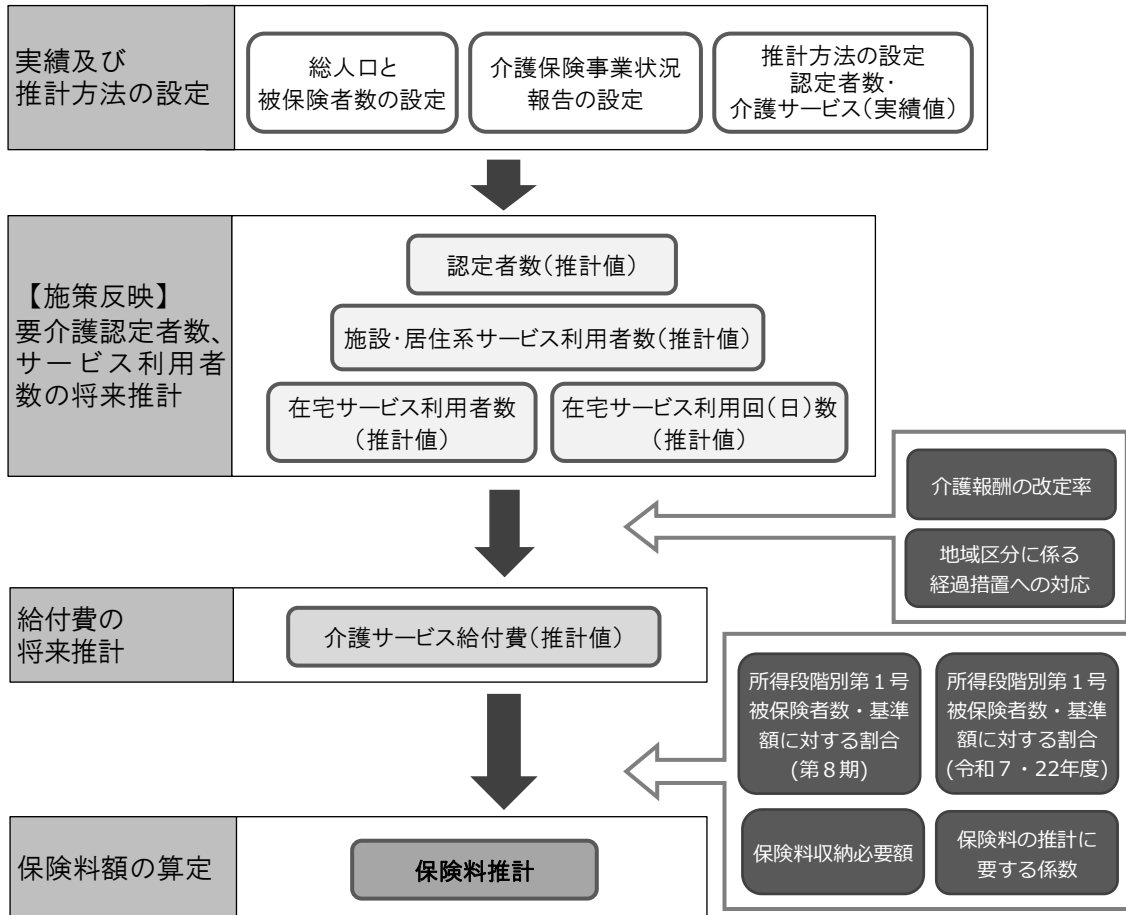 実績及び
推計方法の設定
総人口と
被保険者数の設定
介護保険事業状況
報告の設定
推計方法の設定
認定者数・
介護サービス(実績値)
【施策反映】
要介護認定者数、
サービス利用者
数の将来推計
認定者数(推計値)
施設・居住系サービス利用者数(推計値)
在宅サービス利用者数
(推計値)
在宅サービス利用回(日)数
(推計値)
介護報酬の改定率
地域区分に係る
経過措置への対応
給付費の
将来推計
介護サービス給付費(推計値)
所得段階別第1号
被保険者数・基準
額に対する割合
(第8期)
所得段階別第1号
被保険者数・基準
額に対する割合
(令和7・22年度)
保険料収納必要額
保険料の推計に
要する係数
保険料額の算定
保険料推計